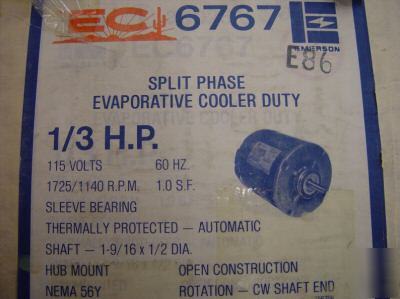 EC 6767
EMERSON
E86
SPLIT PHASE
EVAPORATIVE COOLER DUTY
1/3 H.P.
115 VOLTS 60 HZ.
1725/1140 R.P.M. 1.0 S.F.
SLEEVE BEARING
THERMALLY PROTECTED — AUTOMATIC
SHAFT — 1-9/16 x 1/2 DIA.
HUB MOUNT OPEN CONSTRUCTION
NEMA 56Y ROTATION — CW SHAFT END